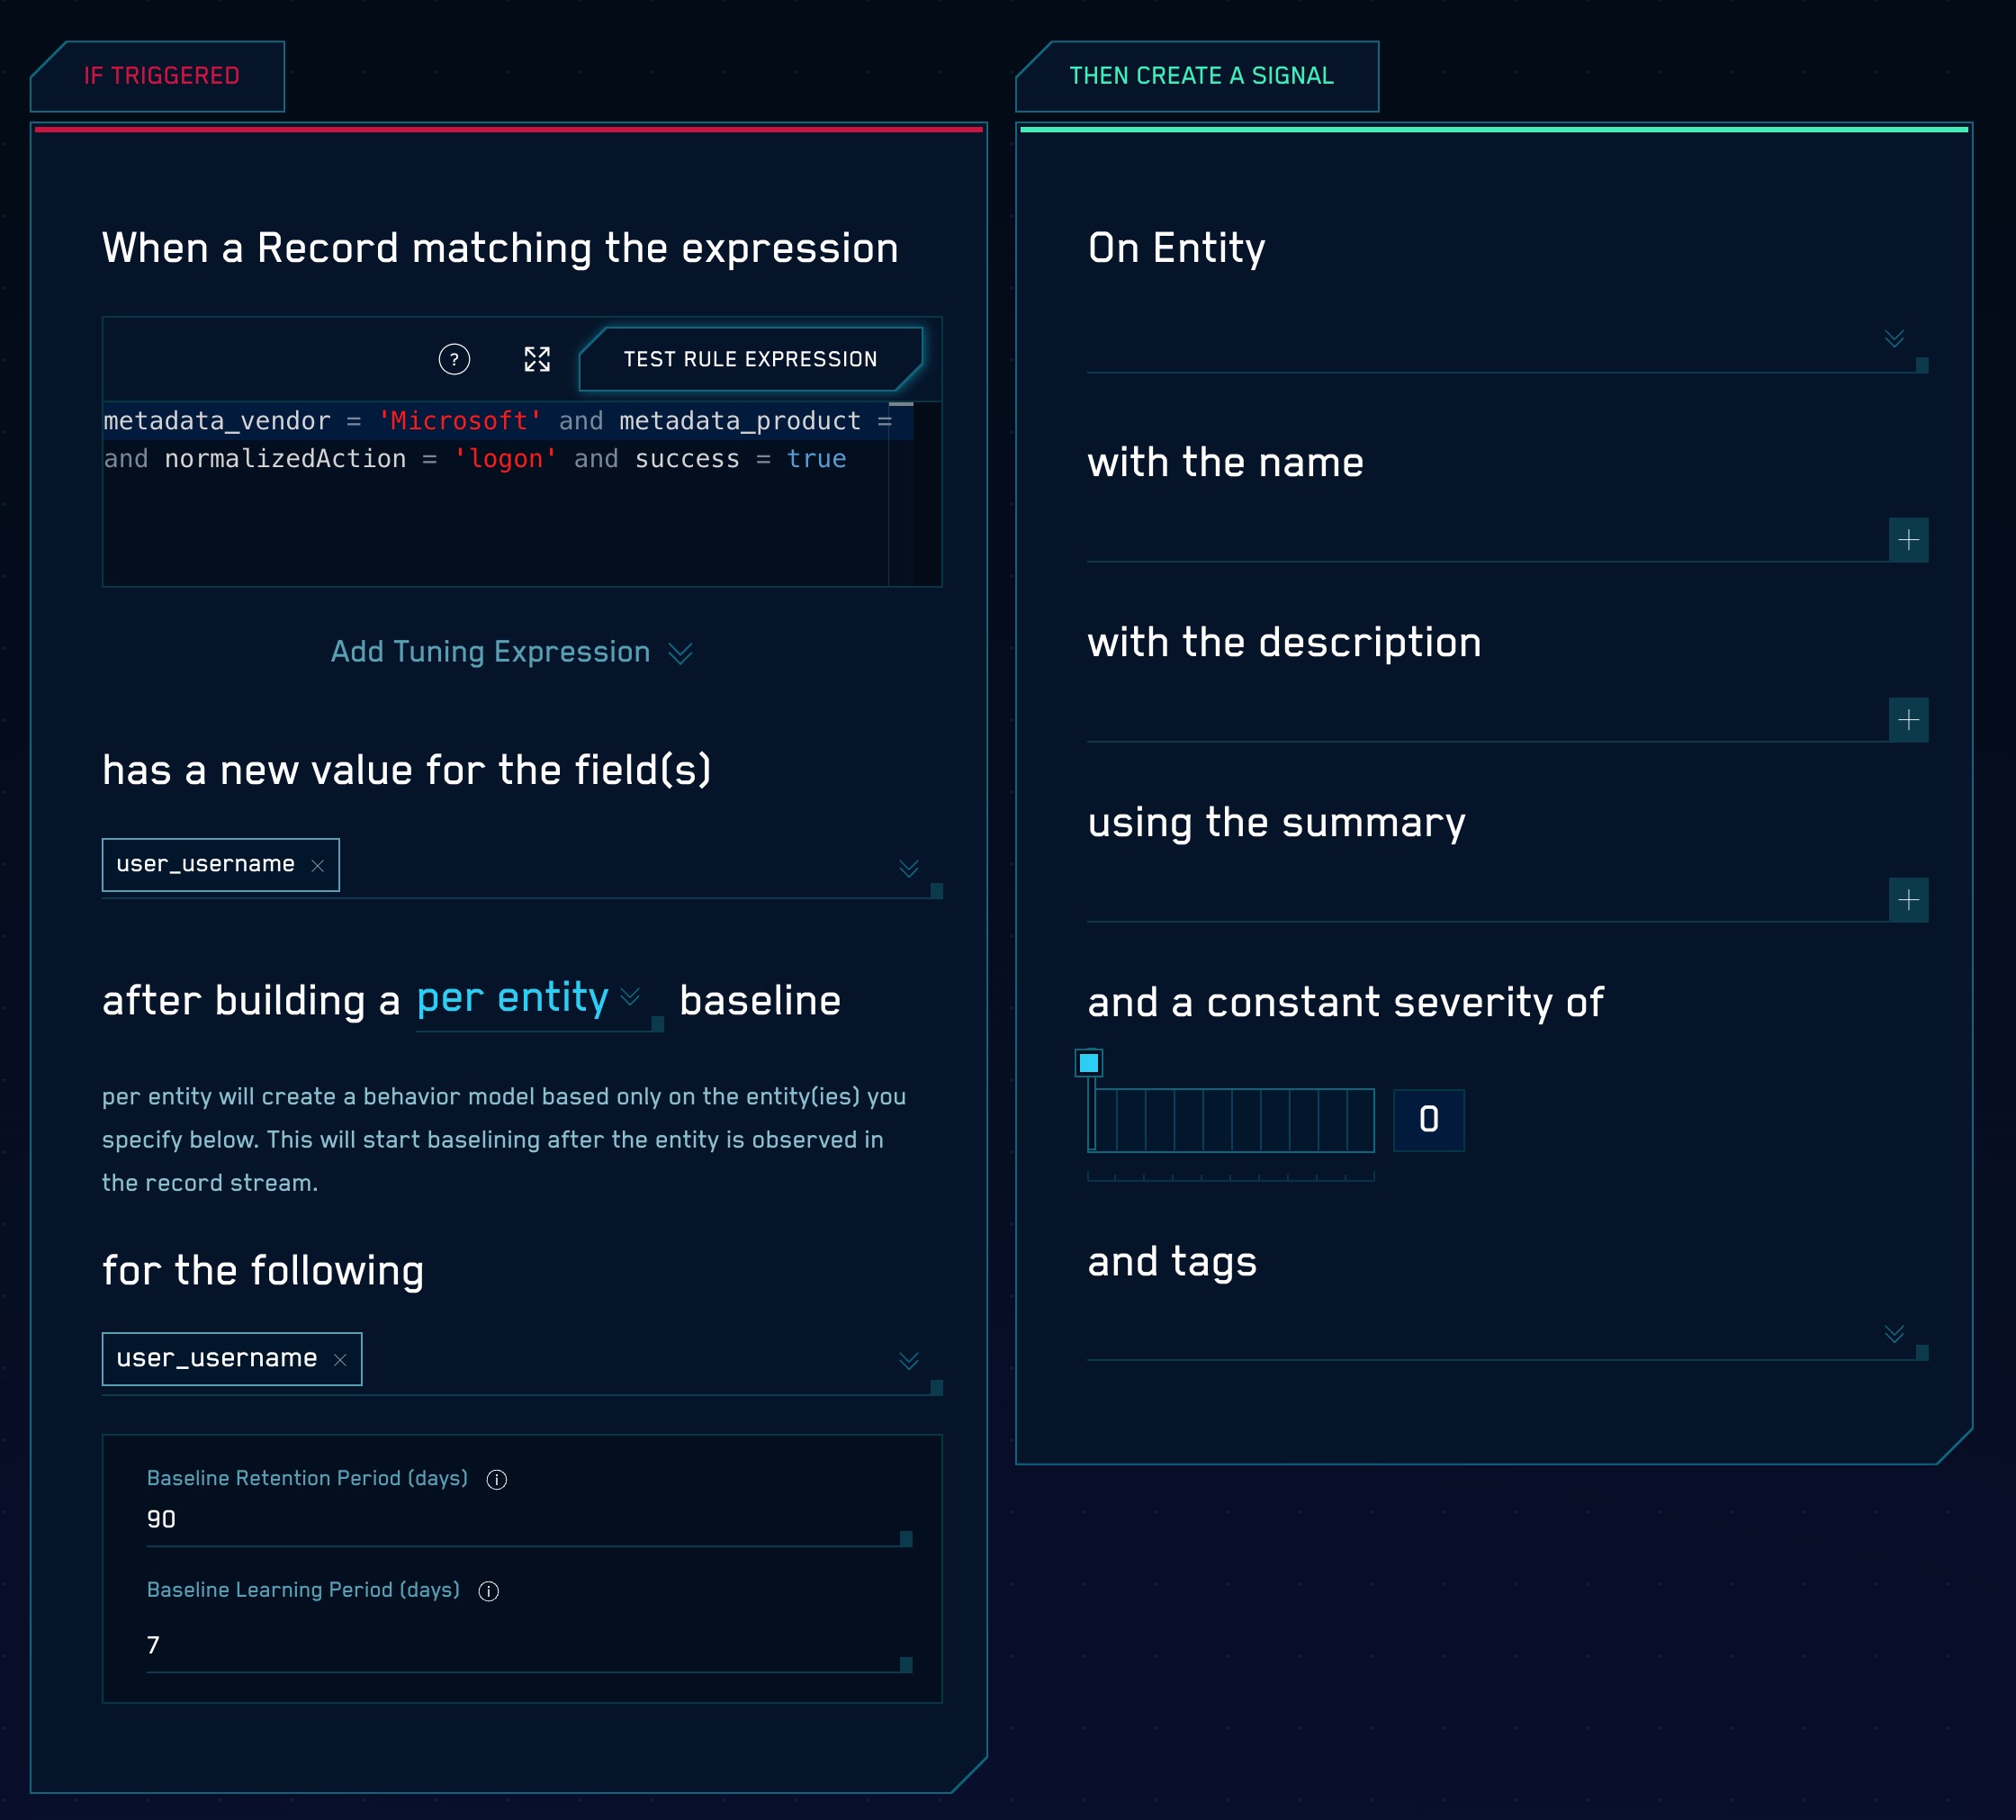 IF TRIGGERED
When a Record matching the expression
?
TEST RULE EXPRESSION
metadata_vendor = 'Microsoft' and metadata_product =
and normalizedAction = 'logon' and success = true
Add Tuning Expression
has a new value for the field(s)
user_username
after building a per entity baseline
per entity will create a behavior model based only on the entity(ies) you
specify below. This will start baselining after the entity is observed in
the record stream.
for the following
user_username
Baseline Retention Period (days)
90
Baseline Learning Period (days)
7
THEN CREATE A SIGNAL
On Entity
with the name
with the description
using the summary
and a constant severity of
0
and tags